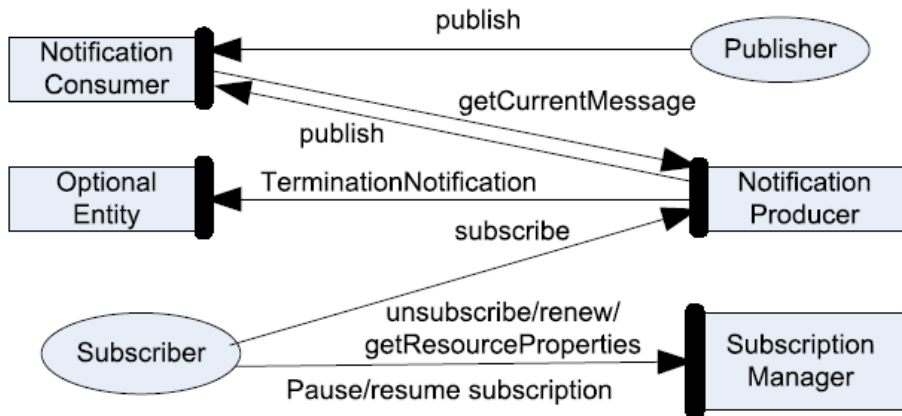 publish
Notification
Consumer
Publisher
getCurrentMessage
publish
Optional
Entity
TerminationNotification
Notification
Producer
subscribe
unsubscribe/renew/
getResourceProperties
Subscriber
Subscription
Manager
Pause/resume subscription